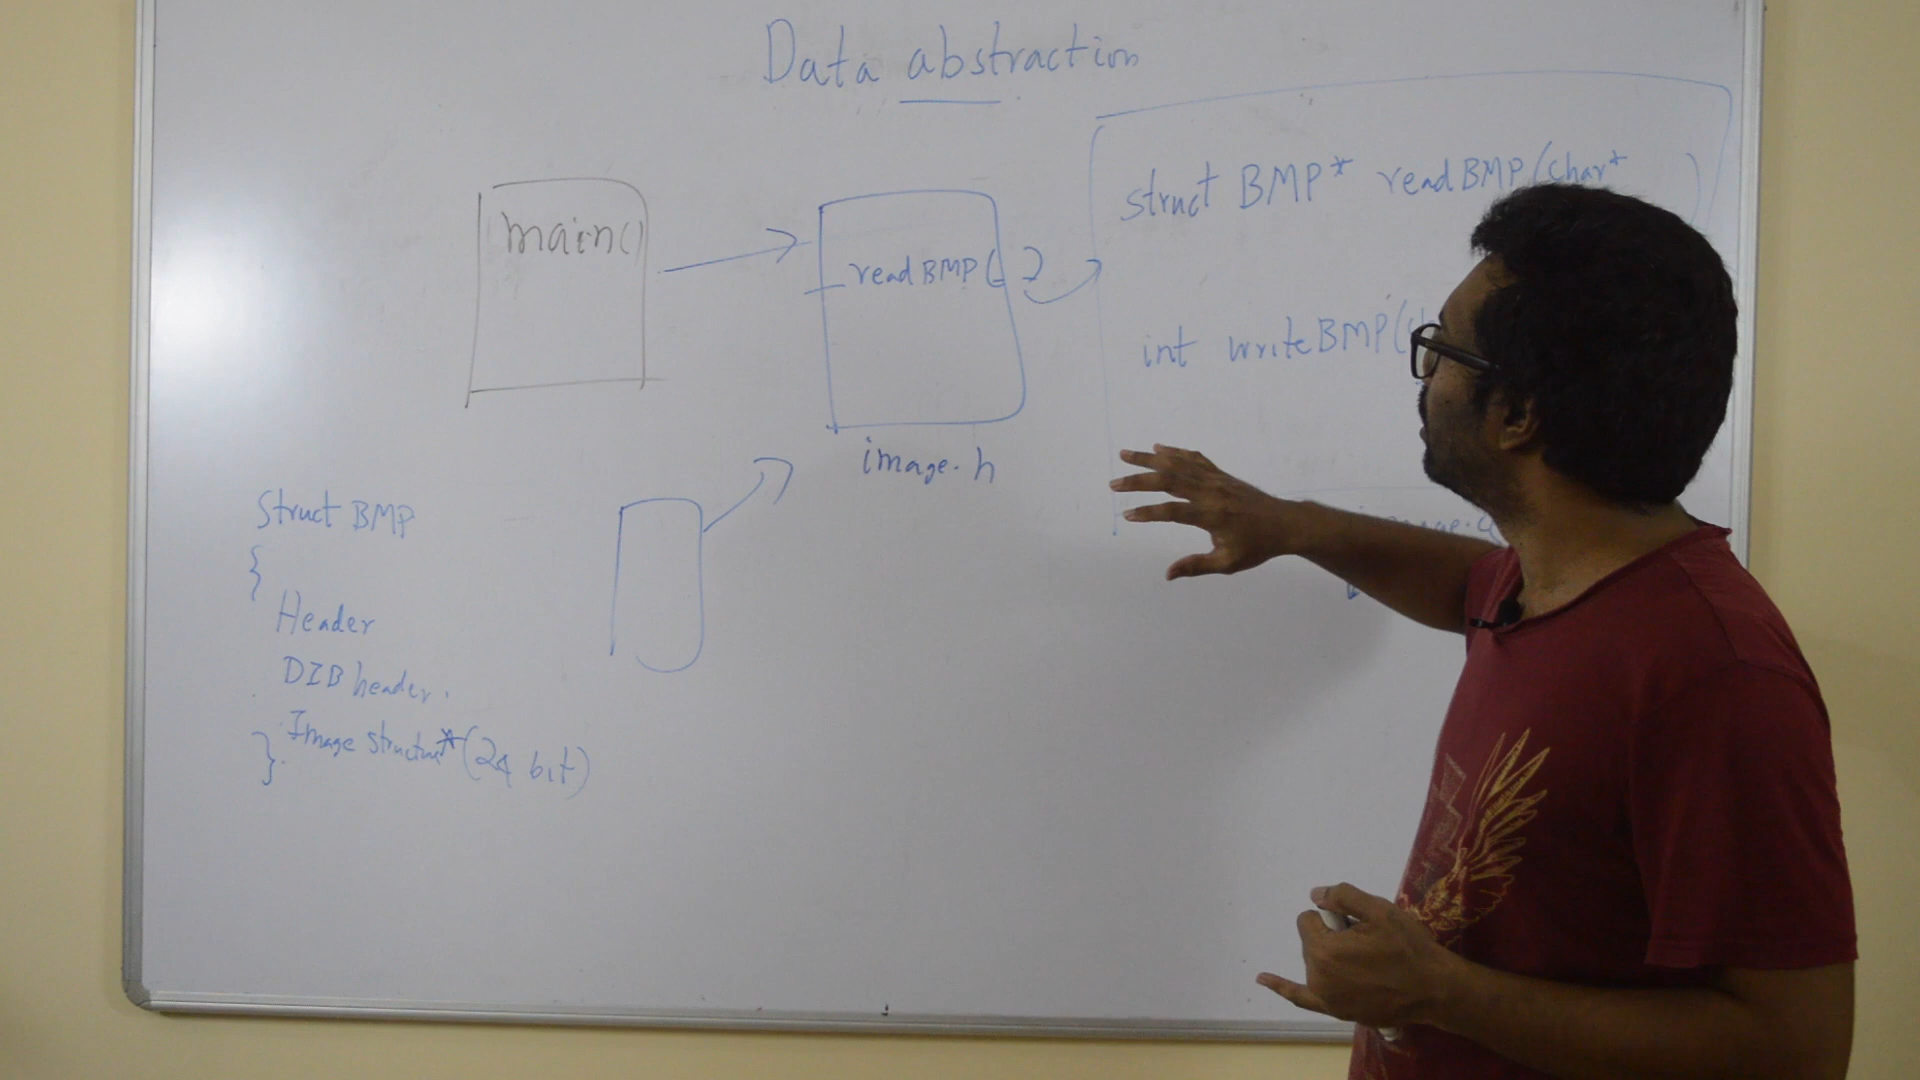 Data abstraction
main()
readBMP( )
image.h
struct BMP* readBMP(char* )
int writeBMP(
Struct BMP
{
Header
DIB header.
Image structure* (24 bit)
}